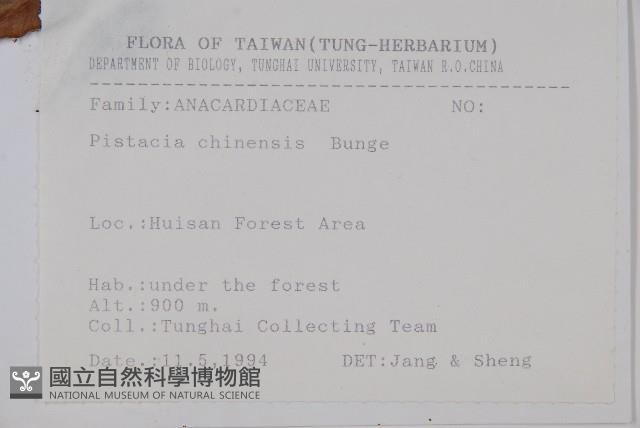 FLORA OF TAIWAN(TUNG-HERBARIUM)
DEPARTMENT OF BIOLOGY, TUNGHAI UNIVERSITY, TAIWAN R.O.CHINA
Family:ANACARDIACEAE NO:
Pistacia chinensis Bunge
Loc.:Huisan Forest Area
Hab.:under the forest
Alt.:900 m.
Coll.:Tunghai Collecting Team
Date.:11.5.1994 DET:Jang & Sheng
國立自然科學博物館
NATIONAL MUSEUM OF NATURAL SCIENCE